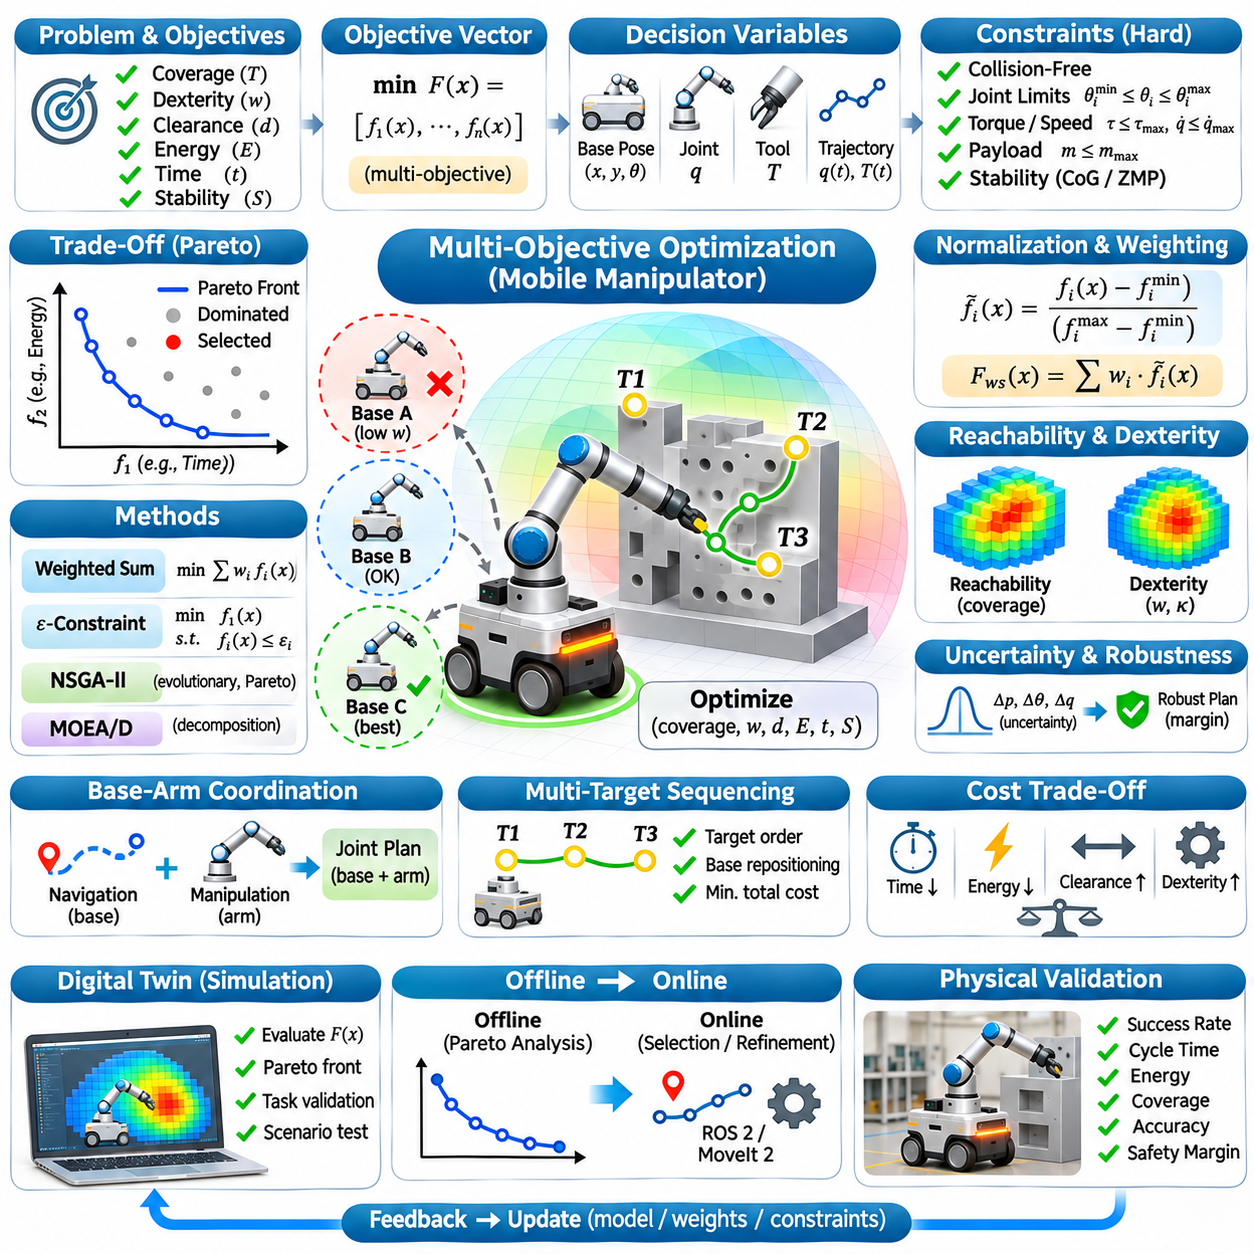 Problem & Objectives
Coverage (T)
Dexterity (w)
Clearance (d)
Energy (E)
Time (t)
Stability (S)
Objective Vector
min F(x) =
[f₁(x), ⋯, fₙ(x)]
(multi-objective)
Decision Variables
Base Pose
(x, y, θ)
Joint
q
Tool
T
Trajectory
q(t), T(t)
Constraints (Hard)
Collision-Free
Joint Limits θᵢᵐⁱⁿ ≤ θᵢ ≤ θᵢᵐᵃˣ
Torque / Speed τ ≤ τ_max, q̇ ≤ q̇_max
Payload m ≤ m_max
Stability (CoG / ZMP)
Trade-Off (Pareto)
f₂ (e.g., Energy)
Pareto Front
Dominated
Selected
f₁ (e.g., Time))
Multi-Objective Optimization
(Mobile Manipulator)
Base A
(low w)
Base B
(OK)
Base C
(best)
T1
T2
T3
Optimize
(coverage, w, d, E, t, S)
Normalization & Weighting
f̃ᵢ(x) = fᵢ(x) − fᵢᵐⁱⁿ) / (fᵢᵐᵃˣ − fᵢᵐⁱⁿ)
F_ws(x) = ∑ wᵢ · f̃ᵢ(x)
Methods
Weighted Sum min ∑ wᵢ fᵢ(x)
ε-Constraint min f₁(x)
s.t. fᵢ(x) ≤ εᵢ
NSGA-II (evolutionary, Pareto)
MOEA/D (decomposition)
Reachability & Dexterity
Reachability
(coverage)
Dexterity
(w, κ)
Uncertainty & Robustness
Δp, Δθ, Δq
(uncertainty)
Robust Plan
(margin)
Base-Arm Coordination
Navigation
(base)
+
Manipulation
(arm)
Joint Plan
(base + arm)
Multi-Target Sequencing
T1 T2 T3
Target order
Base repositioning
Min. total cost
Cost Trade-Off
Time ↓
Energy ↓
Clearance ↑
Dexterity ↑
Digital Twin (Simulation)
Evaluate F(x)
Pareto front
Task validation
Scenario test
Offline → Online
Offline
(Pareto Analysis)
Online
(Selection / Refinement)
ROS 2 /
MoveIt 2
Physical Validation
Success Rate
Cycle Time
Energy
Coverage
Accuracy
Safety Margin
Feedback → Update (model / weights / constraints)